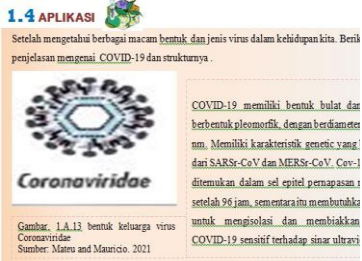 1.4 APLIKASI
Setelah mengetahui berbagai macam bentuk dan jenis virus dalam kehidupan kita. Berik
penjelasan mengenai COVID-19 dan strukturnya .
Coronaviridae
Gambar. 1.A.13 bentuk keluarga virus
Coronaviridae
Sumber: Mateu and Mauricio. 2021
COVID-19 memiliki bentuk bulat dan
berbentuk pleomorfik, dengan berdiameter
nm. Memiliki karakteristik genetic yang
dari SARSr-CoV dan MERSr-CoV. Cov-1
ditemukan dalam sel epitel pernapasan
setelah 96 jam, sementara itu membutuhka
untuk mengisolasi dan membiakkan
COVID-19 sensitif terhadap sinar ultravi